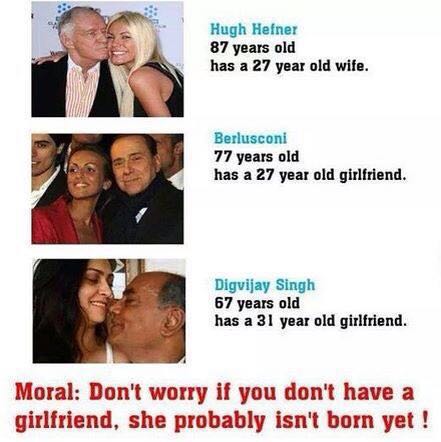 Hugh Hefner
87 years old
has a 27 year old wife.
Berlusconi
77 years old
has a 27 year old girlfriend.
Digvijay Singh
67 years old
has a 31 year old girlfriend.
Moral: Don't worry if you don't have a
girlfriend, she probably isn't born yet !